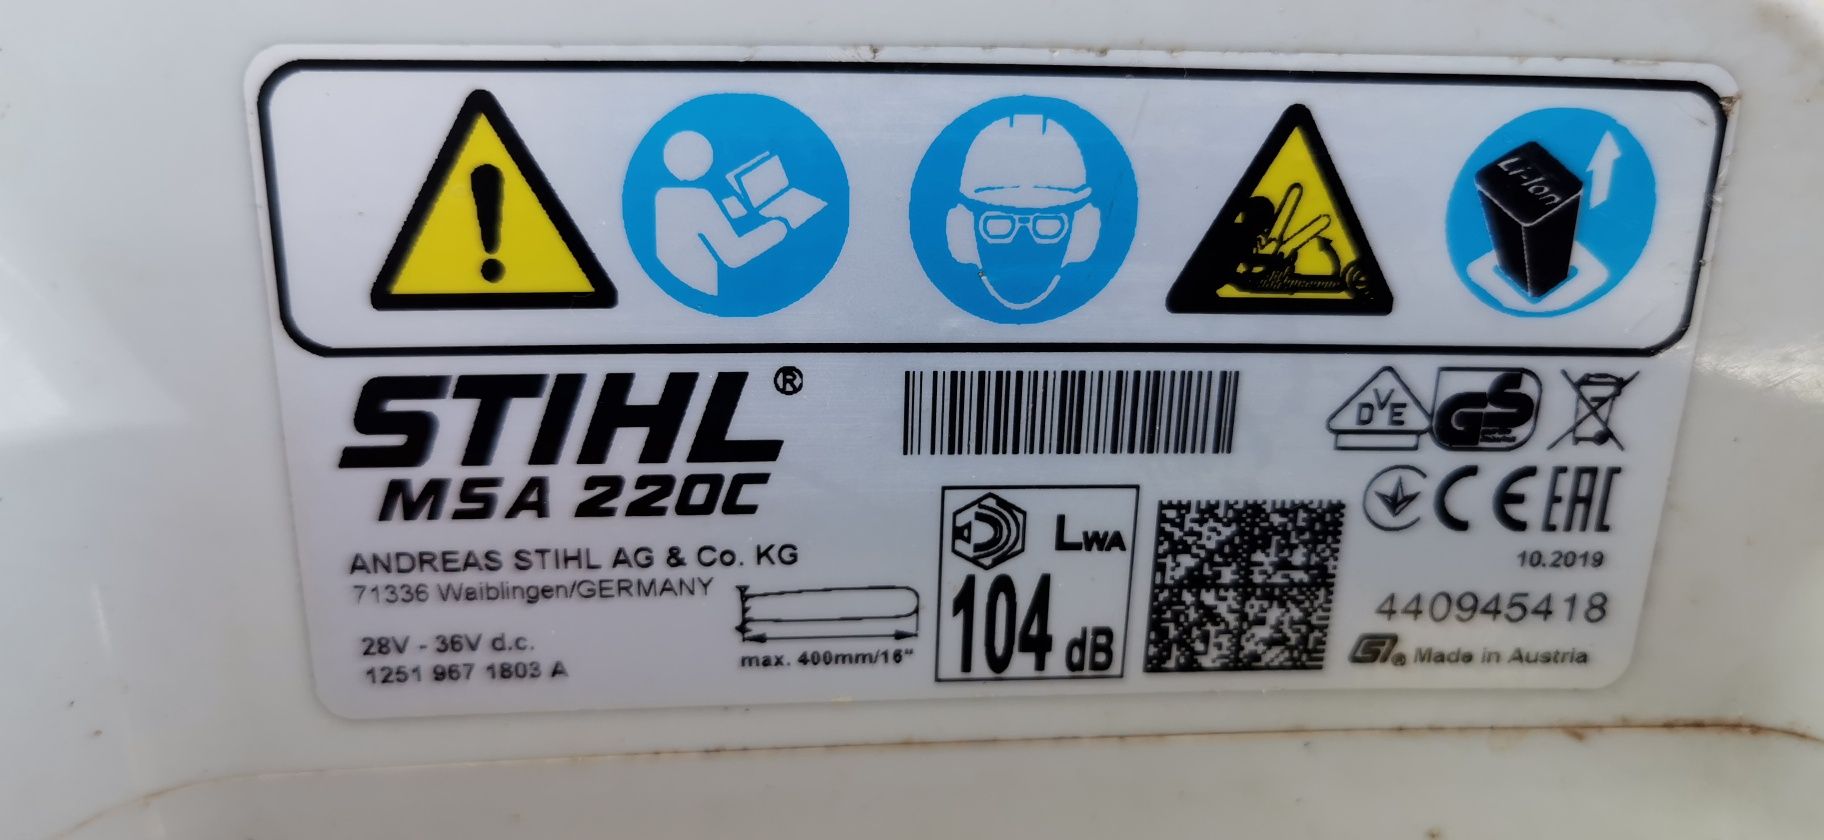 Li-Ion
STIHL®
MSA 220C
ANDREAS STIHL AG & Co. KG
71336 Waiblingen/GERMANY
28V - 36V d.c.
1251 967 1803 A
max. 400mm/16"
LWA
104 dB
DVE
GS
CE EAC
10.2019
440945418
® Made in Austria